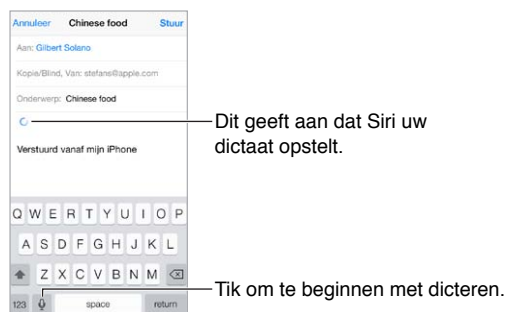 Annuleer Chinese food Stuur
Aan: Gilbert Solano
Kopie/Blind, Van: stefans@apple.com
Onderwerp: Chinese food
Dit geeft aan dat Siri uw
dictaat opstelt.
Verstuurd vanaf mijn iPhone
Q W E R T Y U I O P
A S D F G H J K L
Z X C V B N M
Tik om te beginnen met dicteren.
123 space return